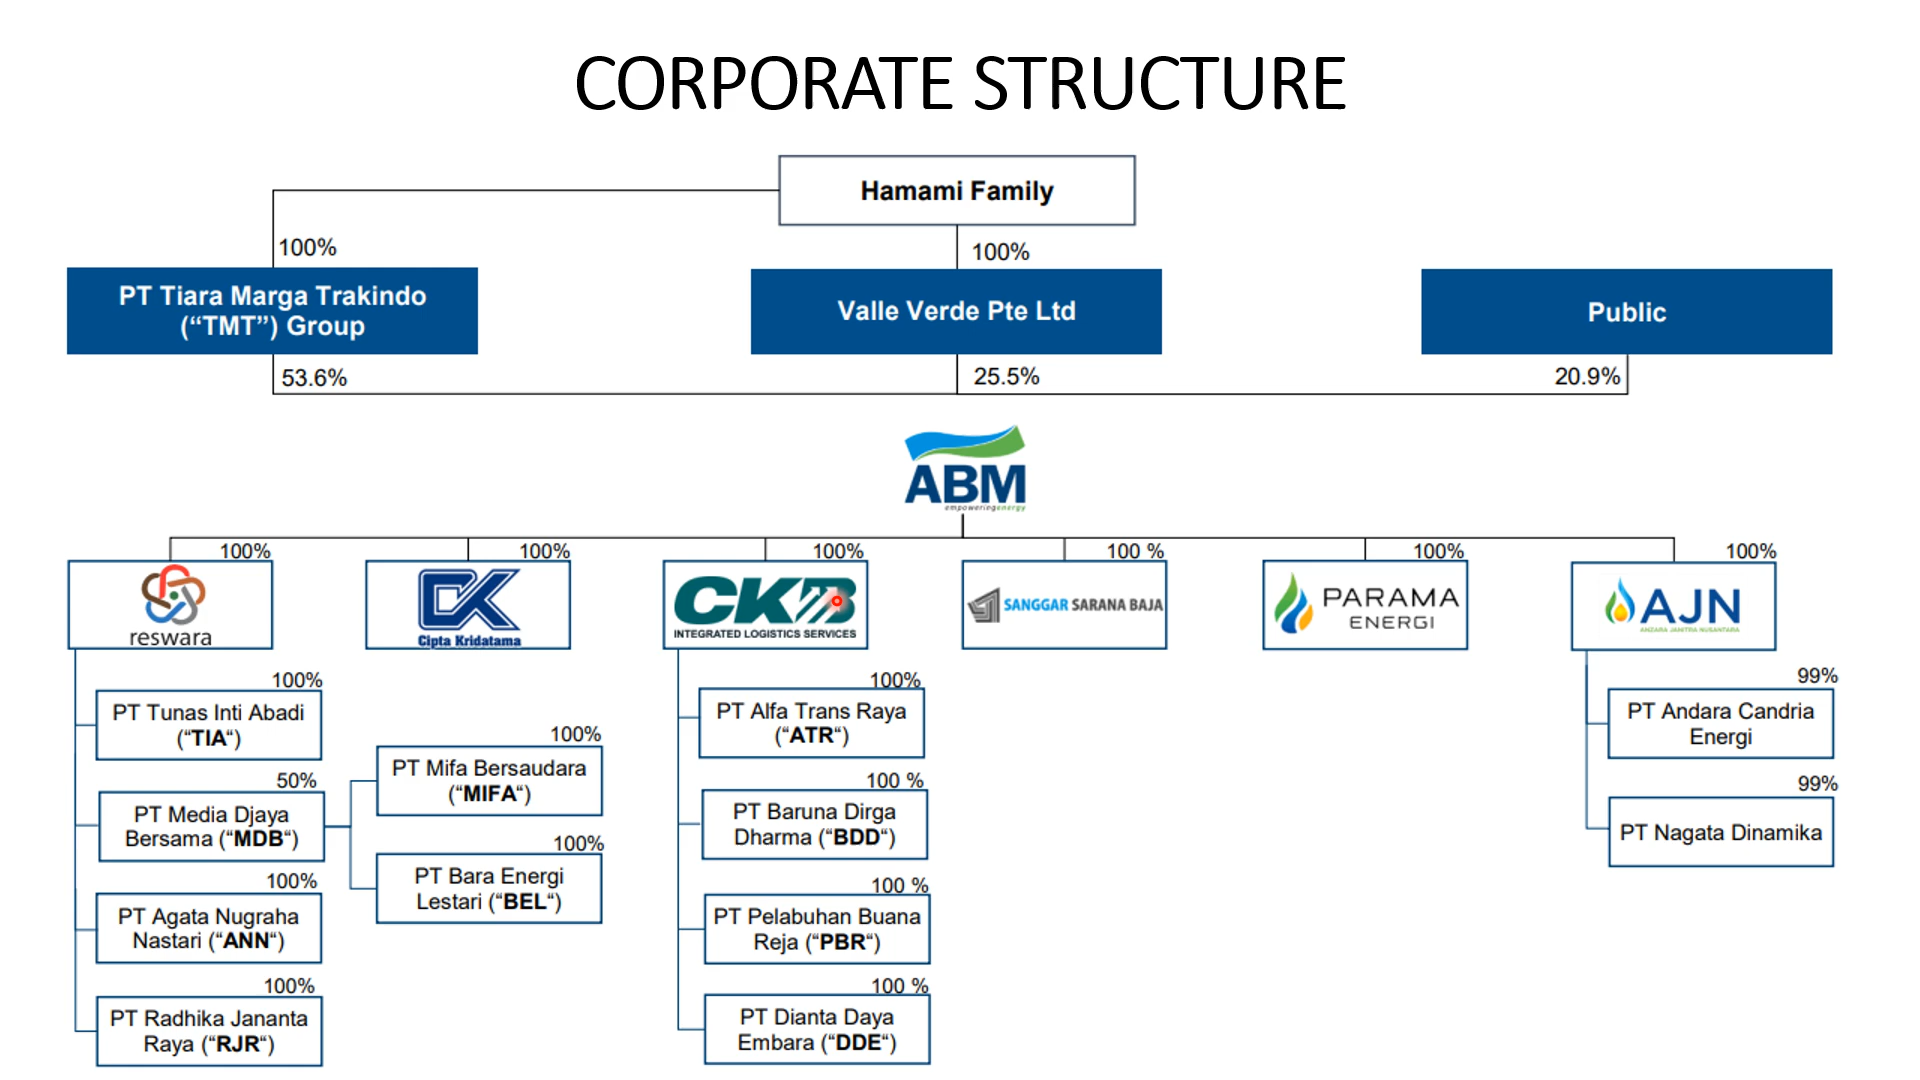 CORPORATE STRUCTURE
Hamami Family
100%
100%
PT Tiara Marga Trakindo
(“TMT”) Group
Valle Verde Pte Ltd
Public
53.6%
25.5%
20.9%
ABM
empoweringenergy
100%
100%
100%
100 %
100%
100%
reswara
CK
Cipta Kridatama
CKB
INTEGRATED LOGISTICS SERVICES
SANGGAR SARANA BAJA
PARAMA
ENERGI
AJN
ANZARA JANITRA NUSANTARA
100%
PT Tunas Inti Abadi
(“TIA“)
50%
PT Media Djaya
Bersama (“MDB“)
100%
PT Agata Nugraha
Nastari (“ANN“)
100%
PT Radhika Jananta
Raya (“RJR“)
100%
PT Mifa Bersaudara
(“MIFA“)
100%
PT Bara Energi
Lestari (“BEL“)
100%
PT Alfa Trans Raya
(“ATR“)
100 %
PT Baruna Dirga
Dharma (“BDD“)
100 %
PT Pelabuhan Buana
Reja (“PBR“)
100 %
PT Dianta Daya
Embara (“DDE“)
99%
PT Andara Candria
Energi
99%
PT Nagata Dinamika